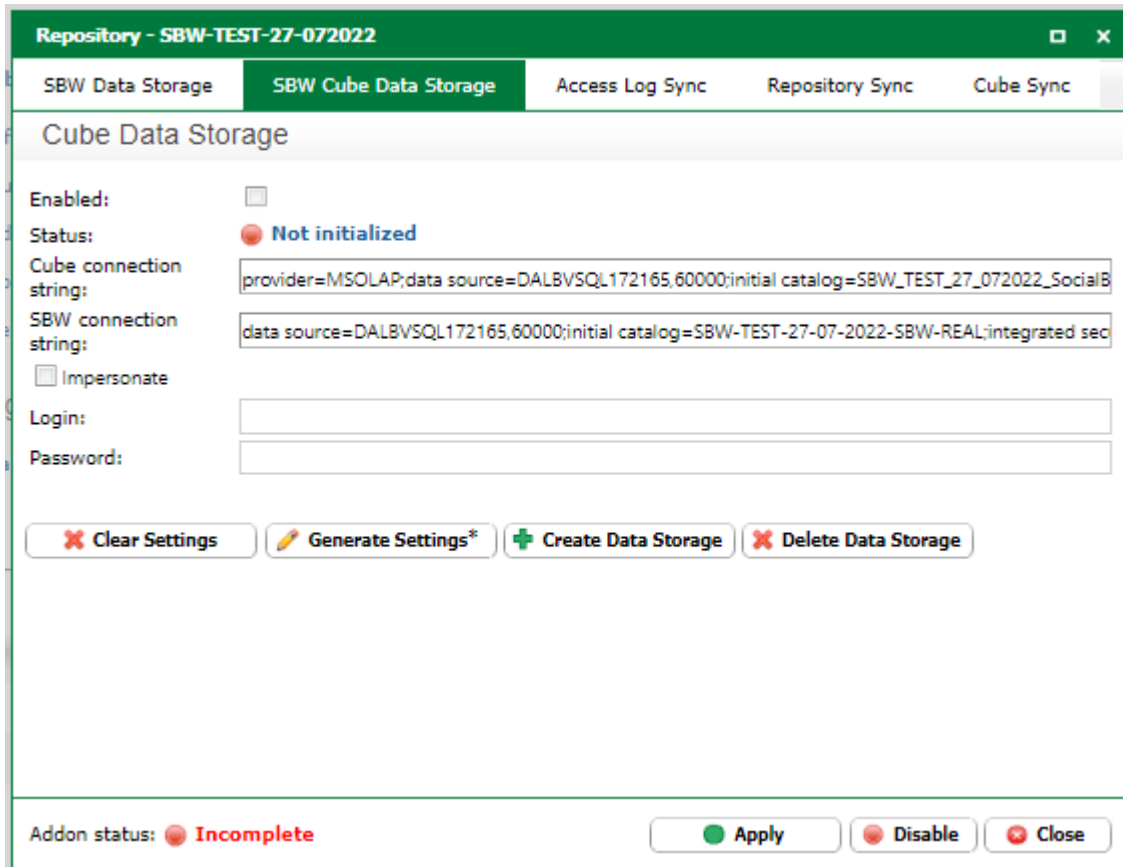 Repository - SBW-TEST-27-072022
SBW Data Storage SBW Cube Data Storage Access Log Sync Repository Sync Cube Sync
Cube Data Storage
Enabled:
Status: Not initialized
Cube connection
string: provider=MSOLAP;data source=DALBVSQL172165,60000;initial catalog=SBW_TEST_27_072022_SocialB
SBW connection
string: data source=DALBVSQL172165,60000;initial catalog=SBW-TEST-27-07-2022-SBW-REAL;integrated sec
Impersonate
Login:
Password:
Clear Settings Generate Settings* Create Data Storage Delete Data Storage
Addon status: Incomplete Apply Disable Close